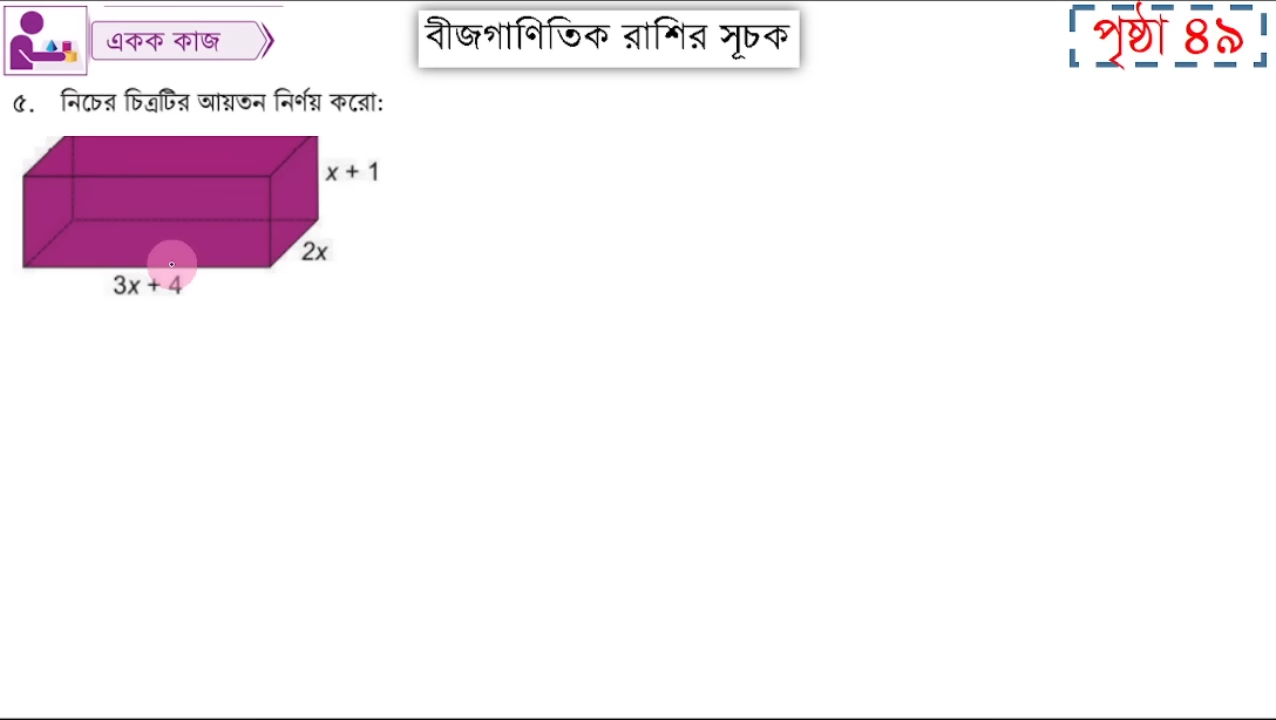 একক কাজ
বীজগাণিতিক রাশির সূচক
পৃষ্ঠা ৪৯
৫. নিচের চিত্রটির আয়তন নির্ণয় করো:
x + 1
2x
3x + 4